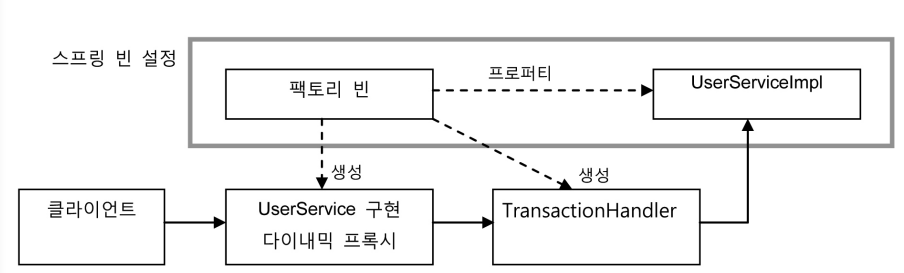 스프링 빈 설정
팩토리 빈
프로퍼티
UserServiceImpl
생성
생성
클라이언트
UserService 구현
다이내믹 프록시
TransactionHandler